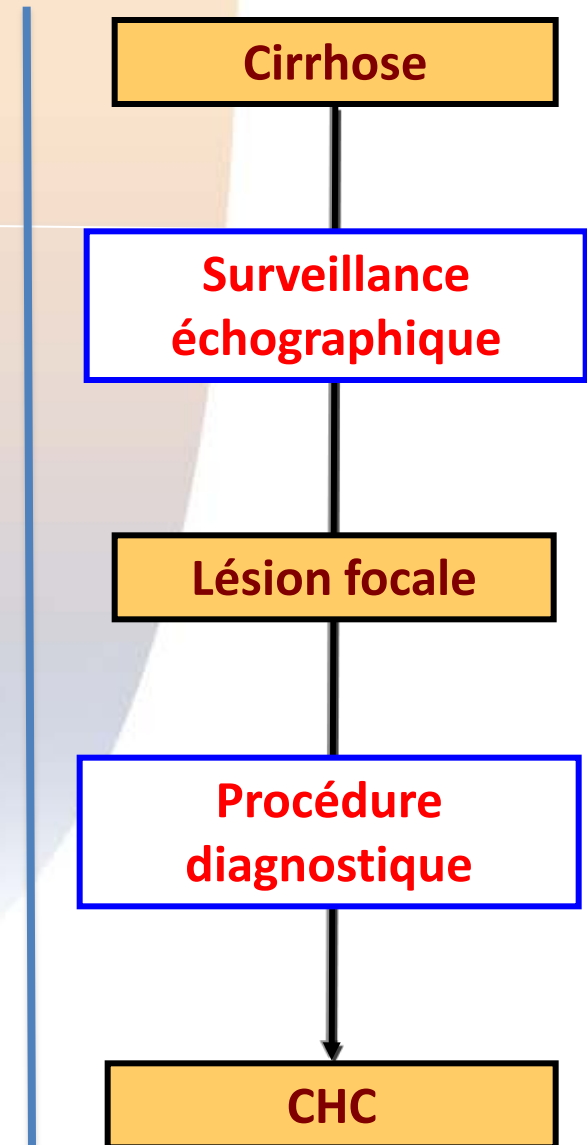 Cirrhose
Surveillance
échographique
Lésion focale
Procédure
diagnostique
CHC